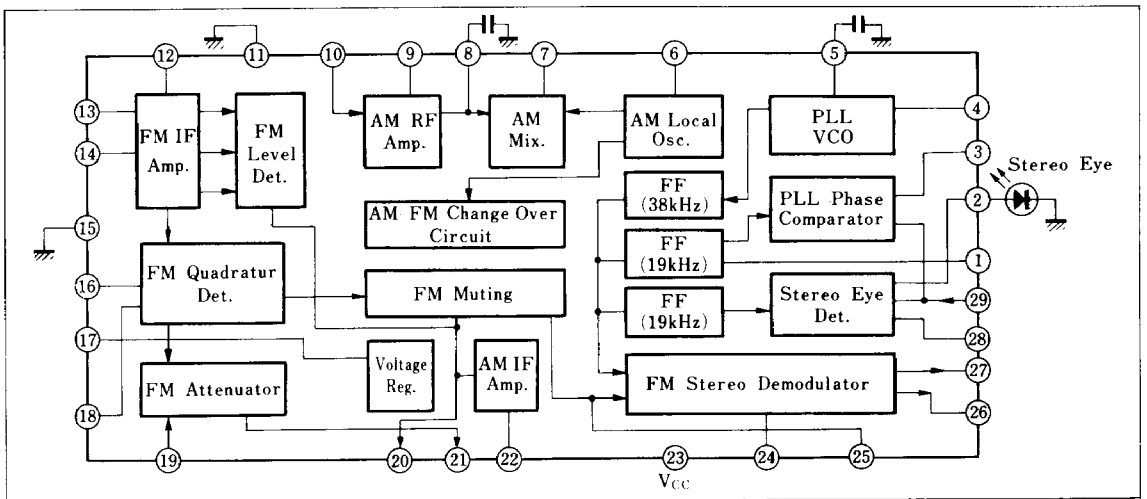 12
11
10
9
8
7
6
5
13
14
FM IF
Amp.
FM
Level
Det.
AM RF
Amp.
AM
Mix.
AM Local
Osc.
PLL
VCO
4
3
Stereo Eye
2
FF
(38kHz)
PLL Phase
Comparator
AM FM Change Over
Circuit
15
FF
(19kHz)
1
16
FM Quadratur
Det.
FM Muting
FF
(19kHz)
Stereo Eye
Det.
29
28
17
Voltage
Reg.
AM IF
Amp.
FM Attenuator
FM Stereo Demodulator
27
26
18
19
20
21
22
23
24
25
VCC